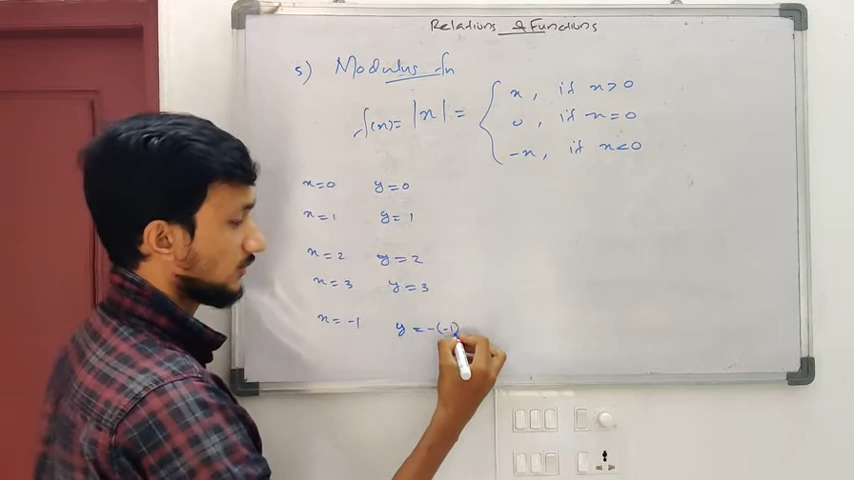 Relations & Functions
5) Modulus fn
f(x) = |x| = { x, if x > 0
0, if x = 0
-x, if x < 0
x = 0 y = 0
x = 1 y = 1
x = 2 y = 2
x = 3 y = 3
x = -1 y = -(-1)